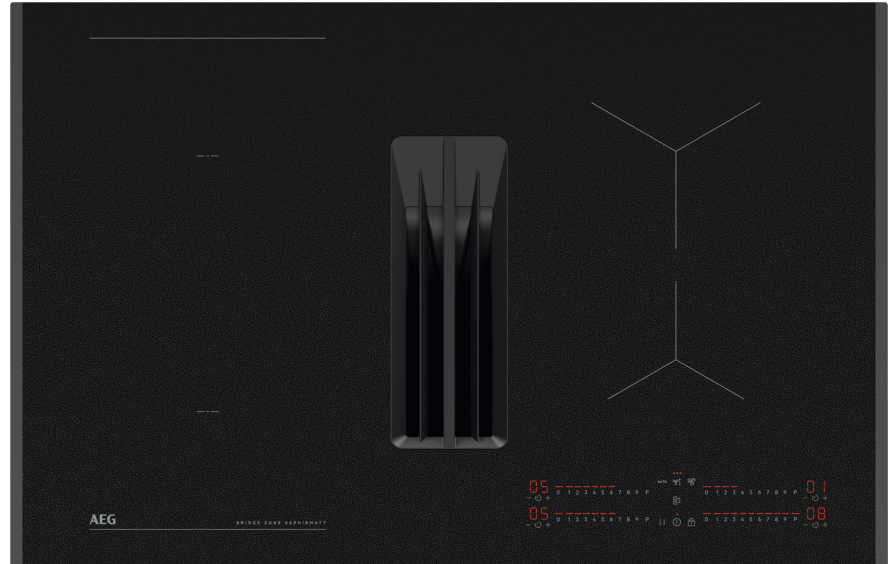 05 0 1 2 3 4 5 6 7 8 9 P AUTO 0 1 2 3 4 5 6 7 8 9 P 01
- + - +
05 0 1 2 3 4 5 6 7 8 9 P 0 1 2 3 4 5 6 7 8 9 P 08
- + - +
AEG
BRIDGE ZONE SAPHIRMATT